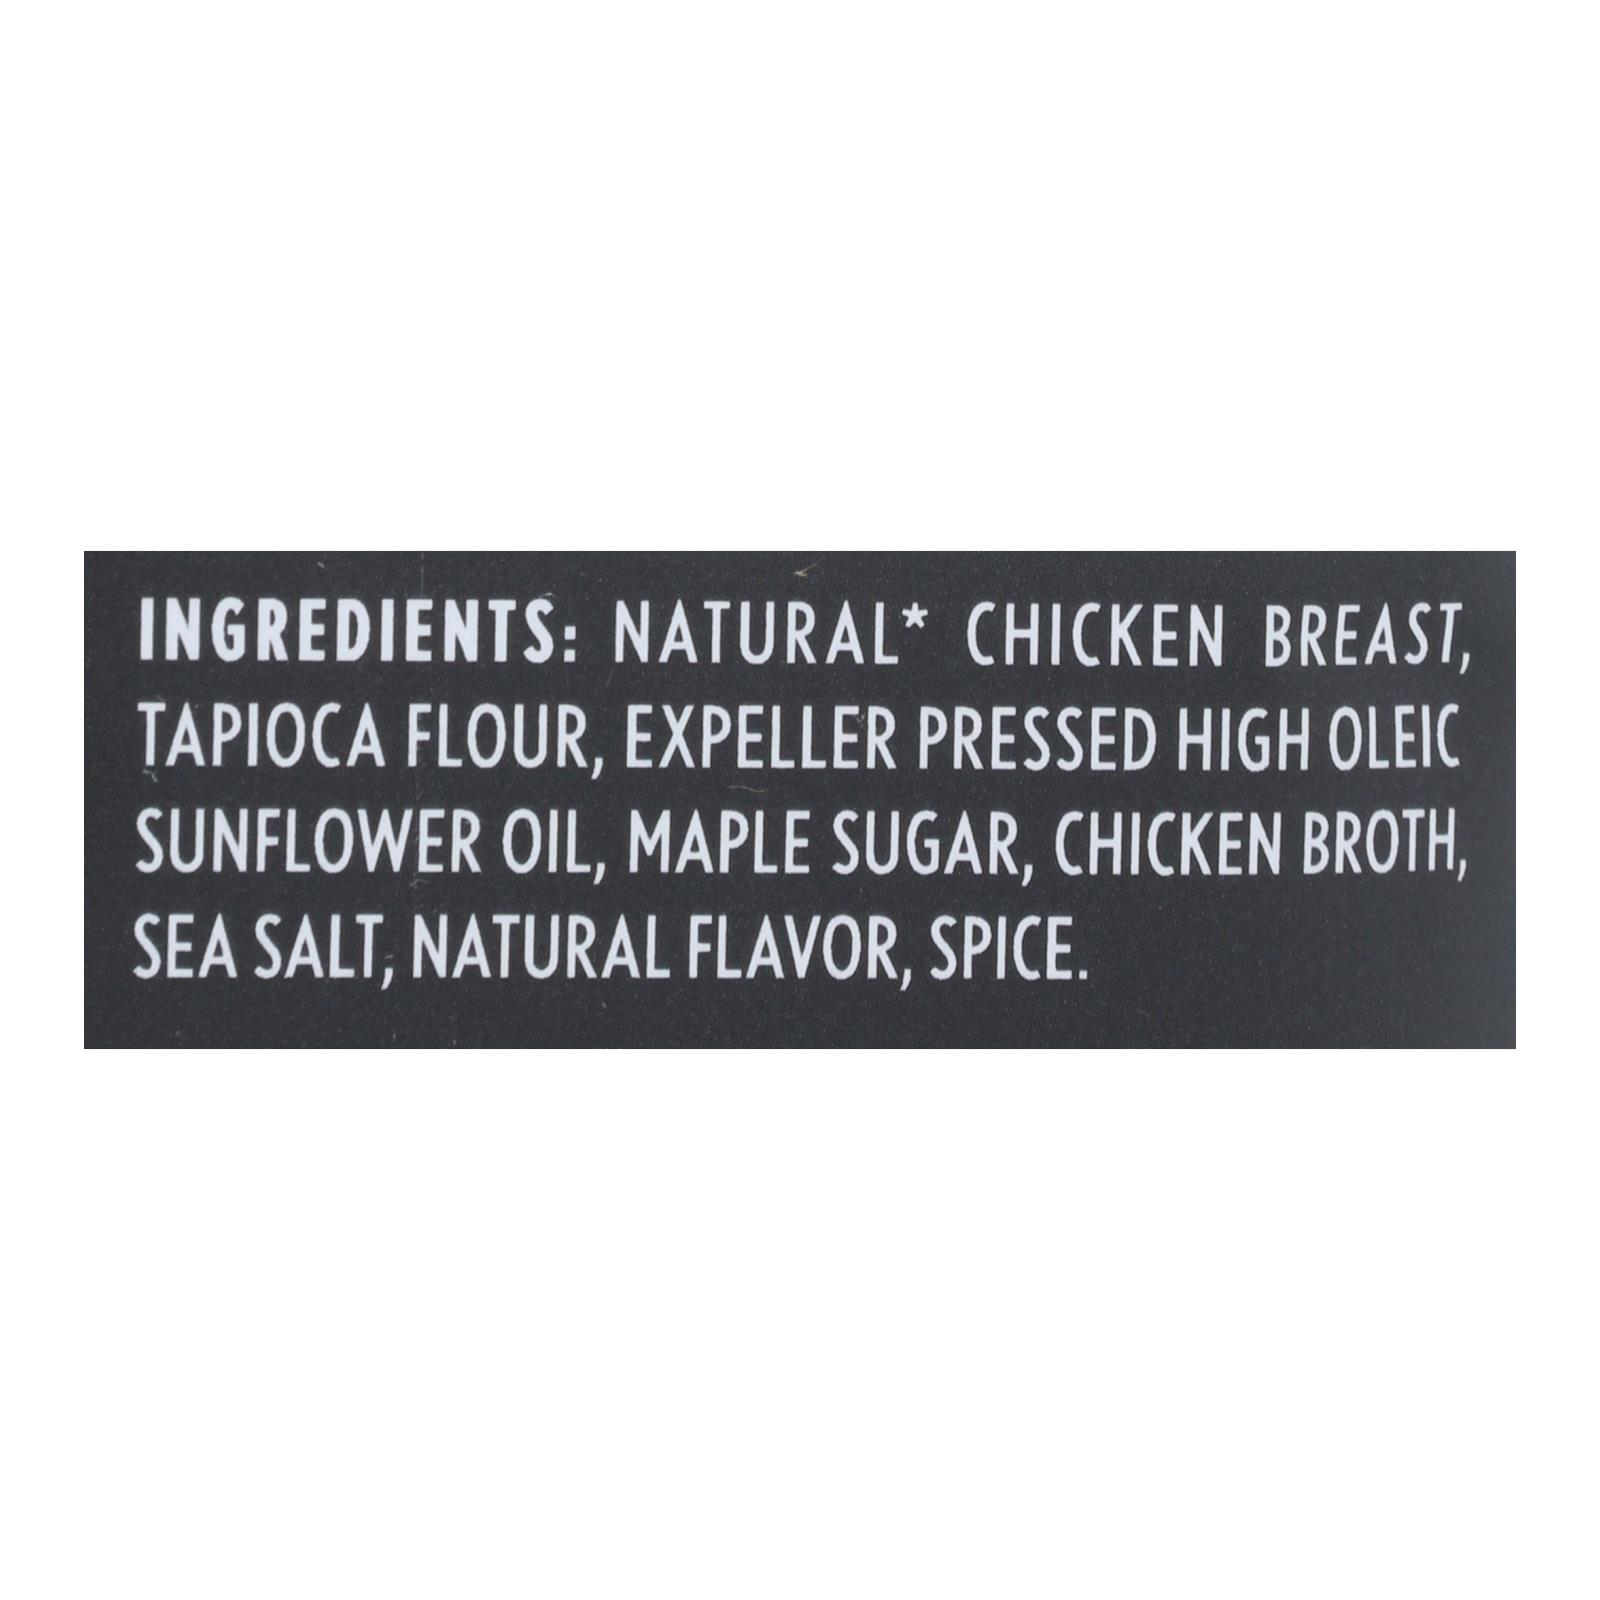 INGREDIENTS: NATURAL* CHICKEN BREAST,
TAPIOCA FLOUR, EXPELLER PRESSED HIGH OLEIC
SUNFLOWER OIL, MAPLE SUGAR, CHICKEN BROTH,
SEA SALT, NATURAL FLAVOR, SPICE.